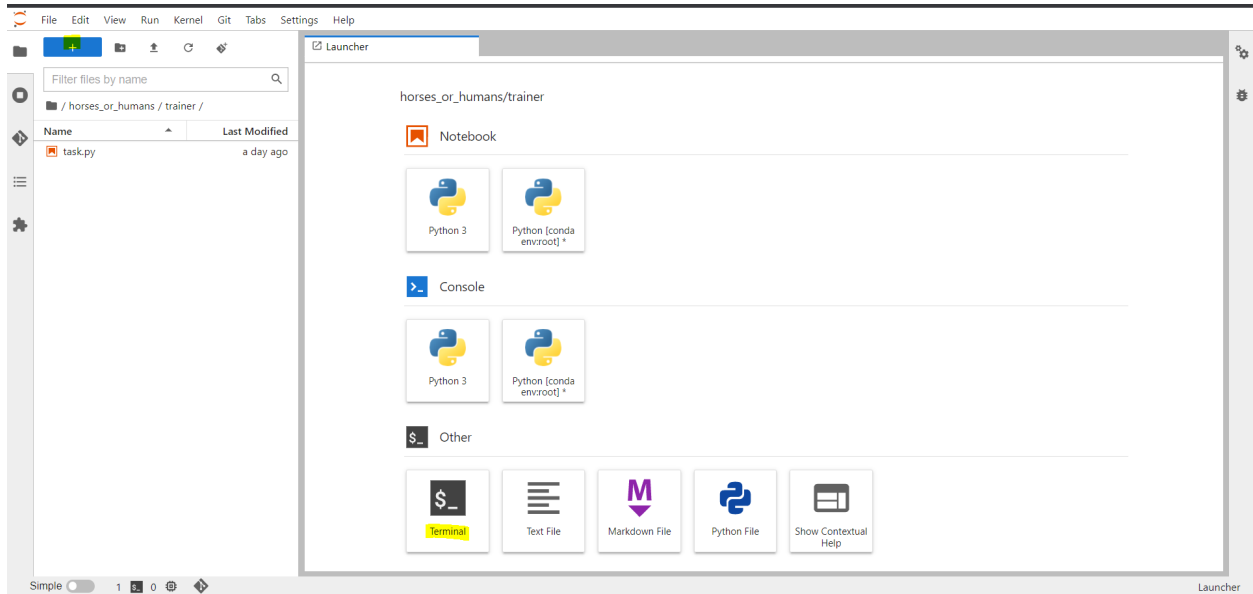 File Edit View Run Kernel Git Tabs Settings Help
+
Filter files by name
/ horses_or_humans / trainer /
Name Last Modified
task.py a day ago
Launcher
horses_or_humans/trainer
Notebook
Python 3
Python [conda
env:root] *
Console
Python 3
Python [conda
env:root] *
$_ Other
$_
M
Terminal
Text File
Markdown File
Python File
Show Contextual
Help
Simple 1 $_ 0
Launcher